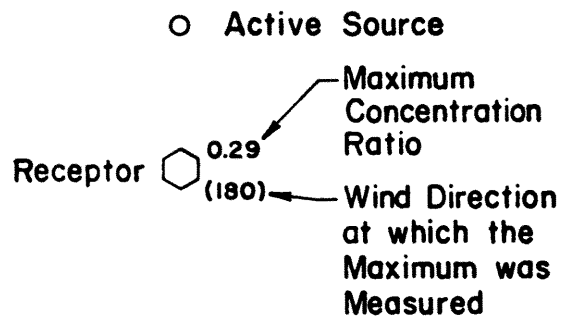 Active Source
Maximum
Concentration
Ratio
0.29
Receptor
(180)
Wind Direction
at which the
Maximum was
Measured